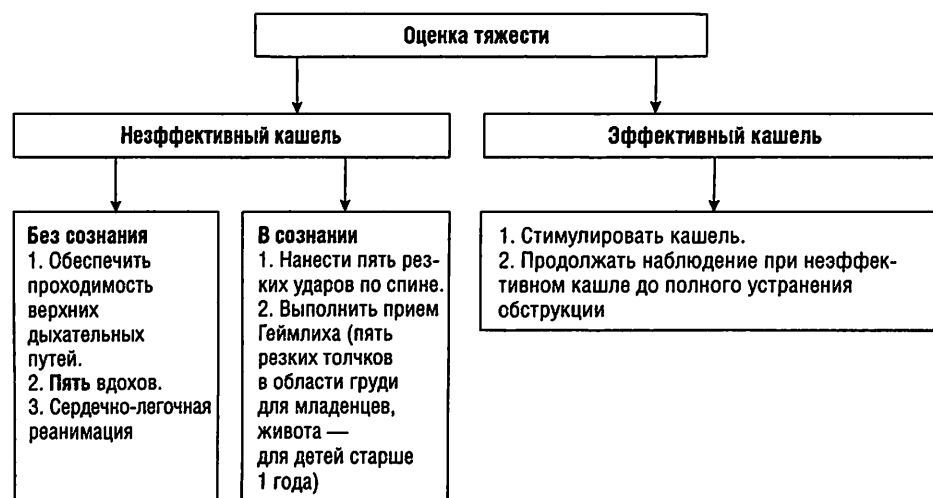 Оценка тяжести
Незффективный кашель
Эффективный кашель
Без сознания
1. Обеспечить
проходимость
верхних
дыхательных
путей.
2. Пять вдохов.
3. Сердечно-легочная
реанимация
В сознании
1. Нанести пять рез-
ких ударов по спине.
2. Выполнить прием
Геймлиха (пять
резких толчков
в области груди
для младенцев,
живота —
для детей старше
1 года)
1. Стимулировать кашель.
2. Продолжать наблюдение при незффек-
тивном кашле до полного устранения
обструкции